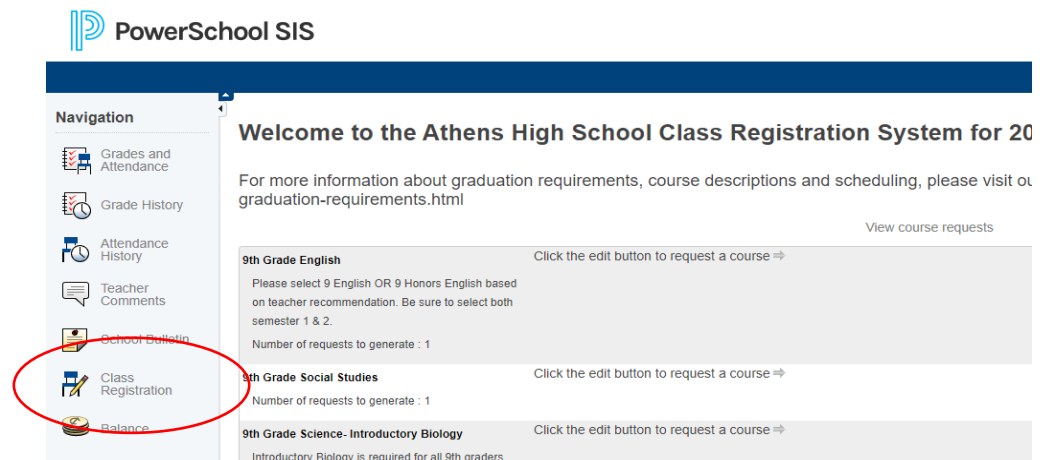 PowerSchool SIS
Navigation
Grades and
Attendance
Grade History
Attendance
History
Teacher
Comments
School Bulletin
Class
Registration
Balance
Welcome to the Athens High School Class Registration System for 20
For more information about graduation requirements, course descriptions and scheduling, please visit ou
graduation-requirements.html
View course requests
9th Grade English
Click the edit button to request a course ⇒
Please select 9 English OR 9 Honors English based
on teacher recommendation. Be sure to select both
semester 1 & 2.
Number of requests to generate : 1
9th Grade Social Studies
Click the edit button to request a course ⇒
Number of requests to generate : 1
9th Grade Science- Introductory Biology
Click the edit button to request a course ⇒
Introductory Biology is required for all 9th graders